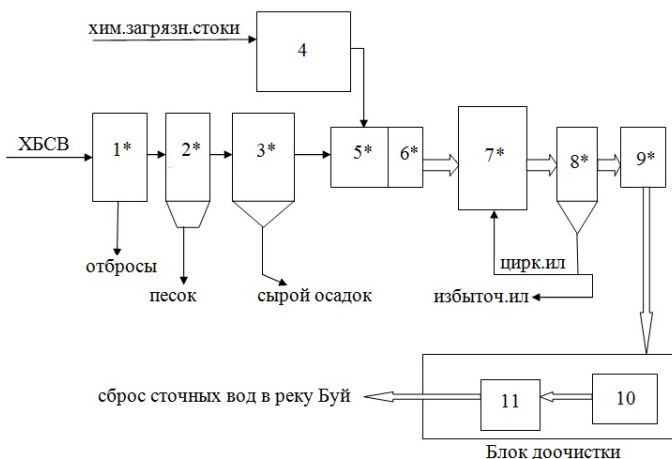 хим.загрязн.стоки
4
ХБСВ
1*
2*
3*
5*
6*
7*
8*
9*
отбросы
песок
сырой осадок
цирк.ил
избыточ.ил
сброс сточных вод в реку Буй
11
10
Блок доочистки